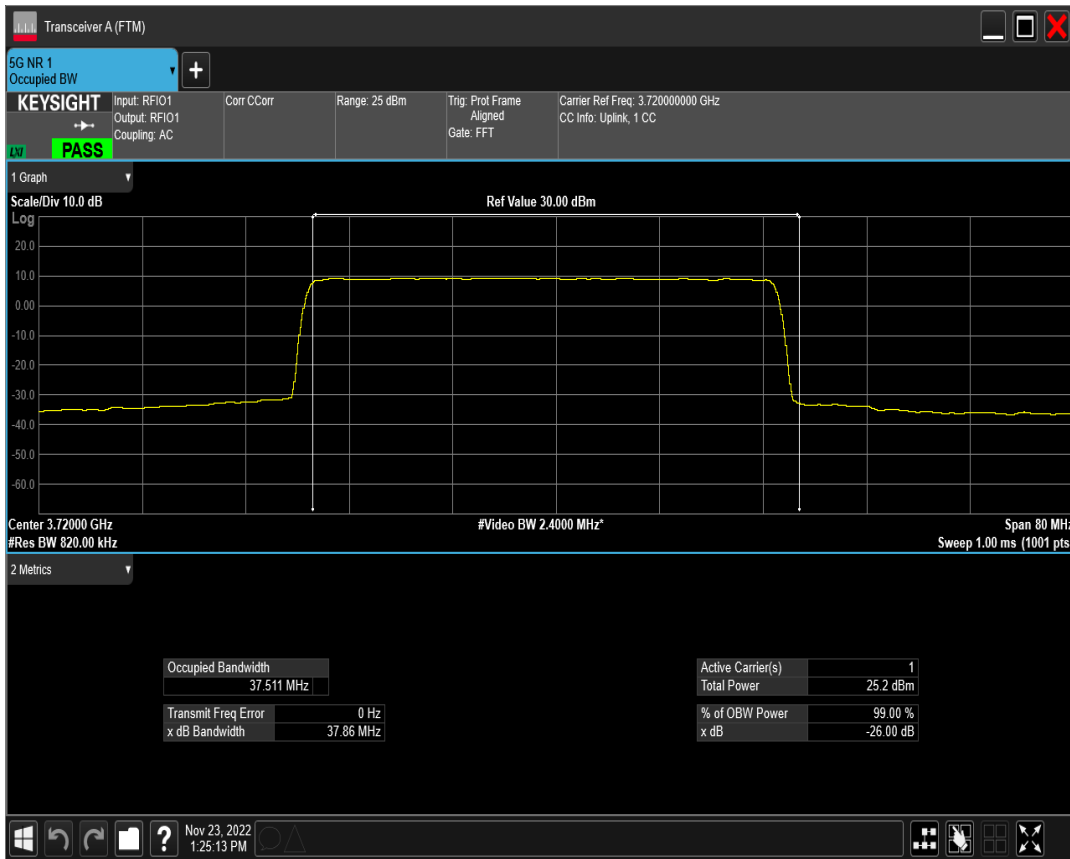 Transceiver A (FTM)
5G NR 1
Occupied BW
+
KEYSIGHT
LXI
PASS
Input: RFIO1
Output: RFIO1
Coupling: AC
Corr CCorr
Range: 25 dBm
Trig: Prot Frame
Aligned
Gate: FFT
Carrier Ref Freq: 3.720000000 GHz
CC Info: Uplink, 1 CC
1 Graph
Scale/Div 10.0 dB
Ref Value 30.00 dBm
Log
20.0
10.0
0.00
-10.0
-20.0
-30.0
-40.0
-50.0
-60.0
Center 3.72000 GHz
#Video BW 2.4000 MHz*
Span 80 MHz
#Res BW 820.00 kHz
Sweep 1.00 ms (1001 pts
2 Metrics
Occupied Bandwidth
37.511 MHz
Transmit Freq Error 0 Hz
x dB Bandwidth 37.86 MHz
Active Carrier(s) 1
Total Power 25.2 dBm
% of OBW Power 99.00 %
x dB -26.00 dB
?
Nov 23, 2022
1:25:13 PM